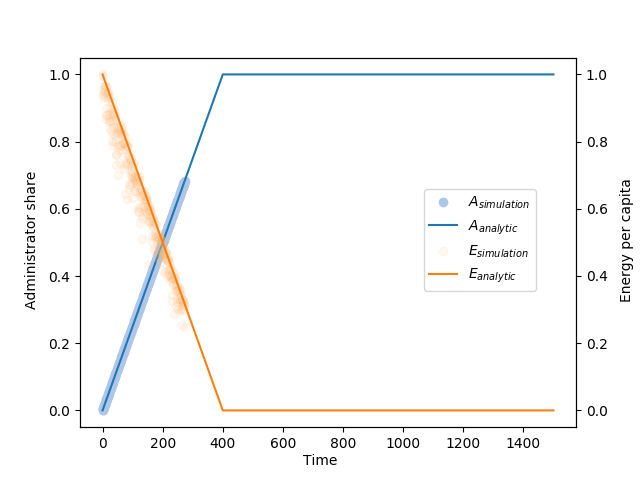 1.0
0.8
0.6
0.4
0.2
0.0
Administrator share
1.0
0.8
0.6
0.4
0.2
0.0
Energy per capita
A_simulation
A_analytic
E_simulation
E_analytic
0 200 400 600 800 1000 1200 1400
Time